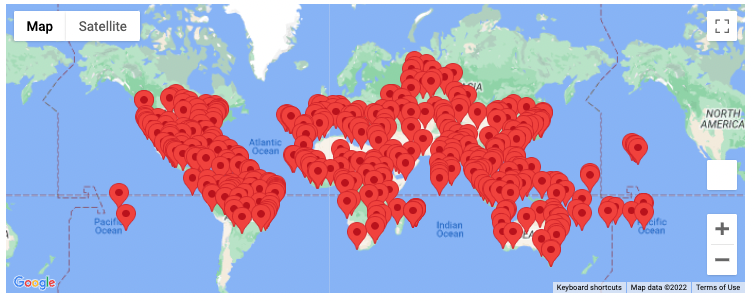 Map
Satellite
NORTH
AMERICA
Atlantic
Ocean
Pacific
Ocean
Indian
Ocean
Ocean
Google
Keyboard shortcuts
Map data ©2022
Terms of Use